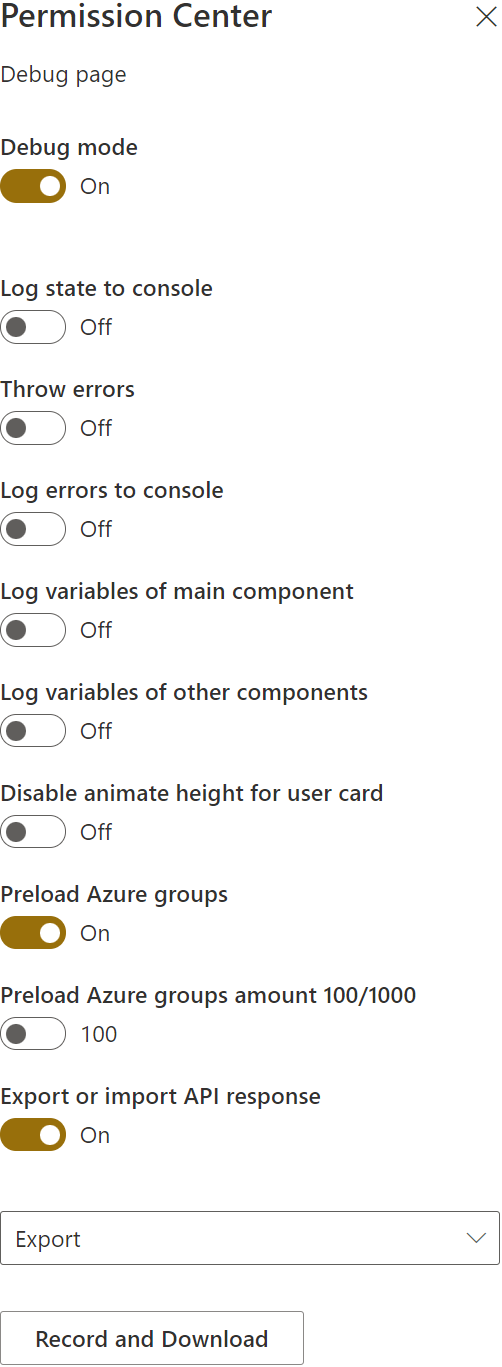 Permission Center
Debug page
Debug mode
On
Log state to console
Off
Throw errors
Off
Log errors to console
Off
Log variables of main component
Off
Log variables of other components
Off
Disable animate height for user card
Off
Preload Azure groups
On
Preload Azure groups amount 100/1000
100
Export or import API response
On
Export
Record and Download